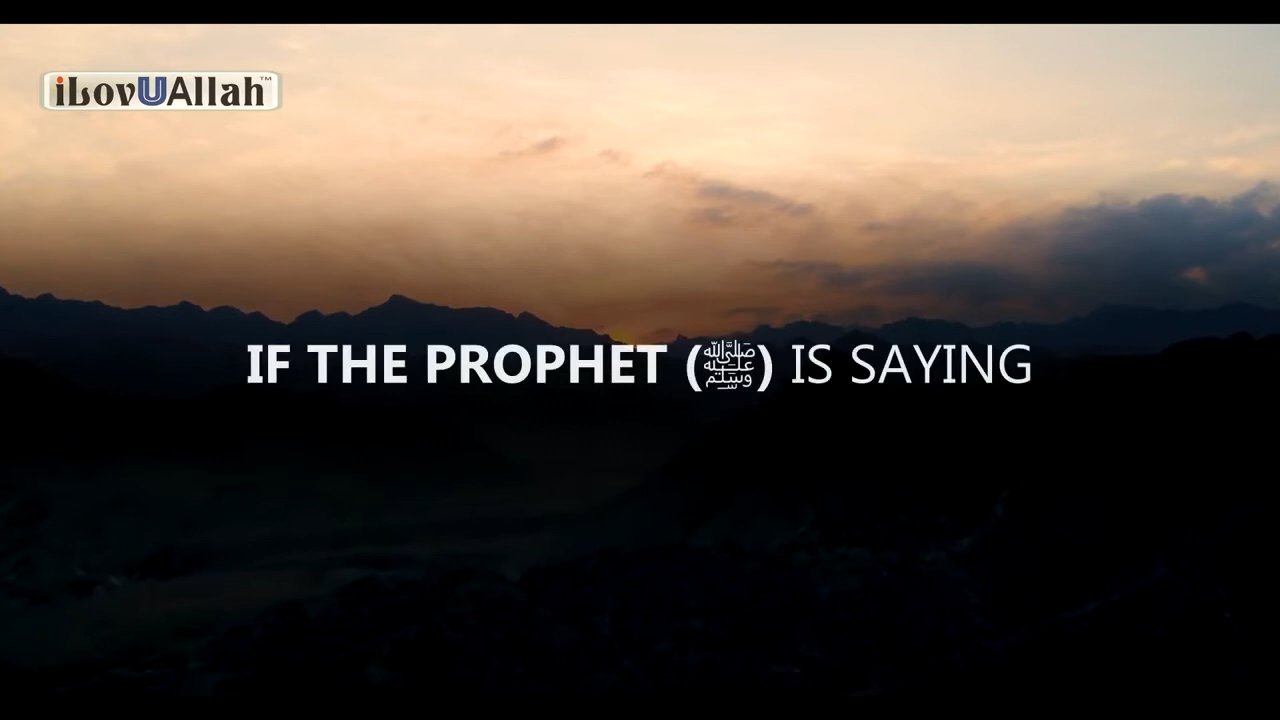 iLovUAllah™
IF THE PROPHET (ﷺ) IS SAYING